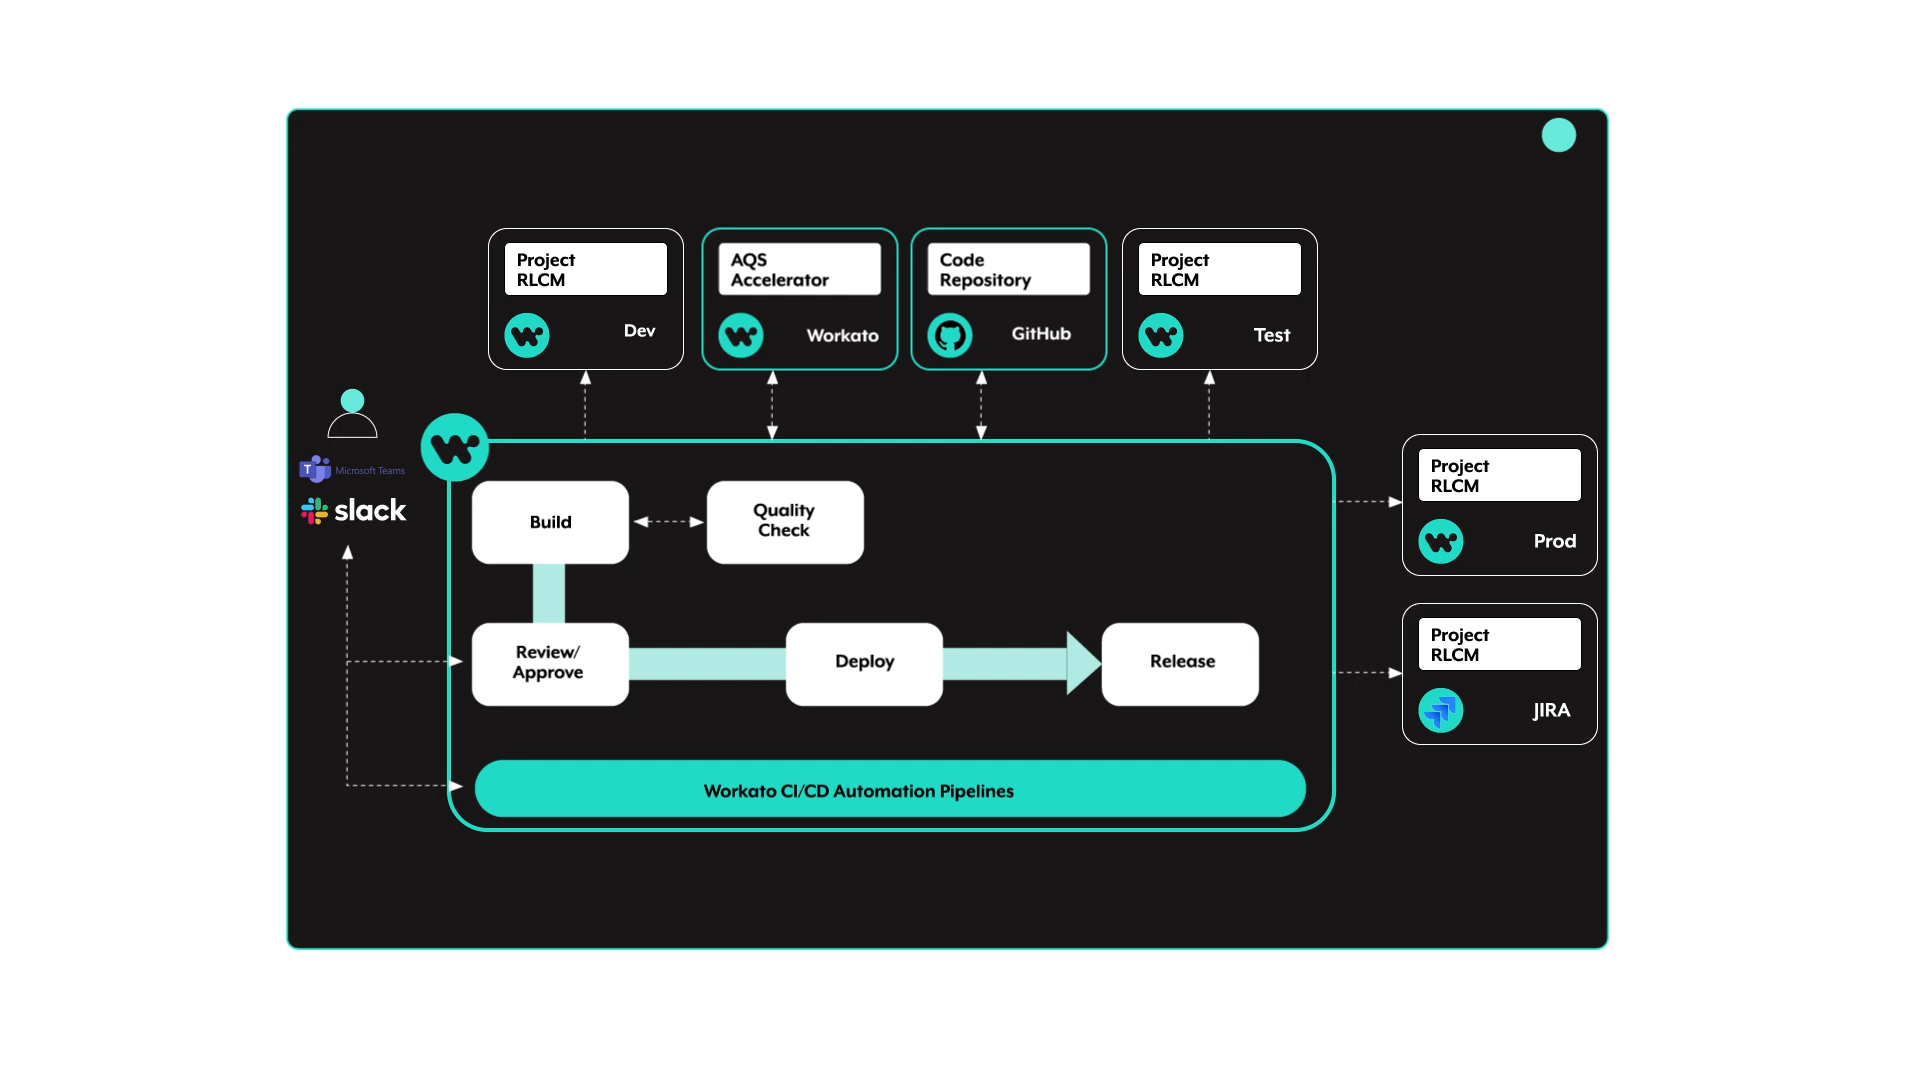 Project
RLCM
Dev
AQS
Accelerator
Workato
Code
Repository
GitHub
Project
RLCM
Test
T
Microsoft Teams
slack
Build
Quality
Check
Review/
Approve
Deploy
Release
Workato CI/CD Automation Pipelines
Project
RLCM
Prod
Project
RLCM
JIRA